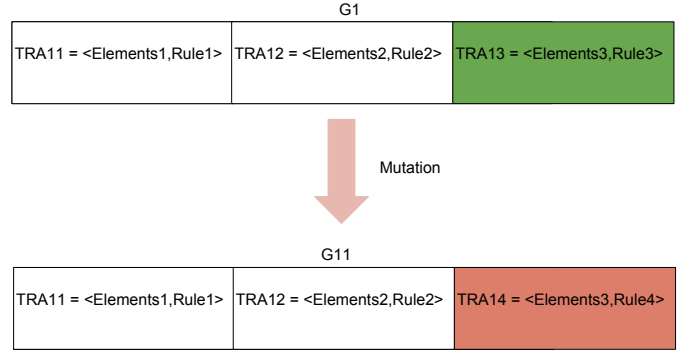 G1
TRA11 = <Elements1,Rule1> TRA12 = <Elements2,Rule2> TRA13 = <Elements3,Rule3>
Mutation
G11
TRA11 = <Elements1,Rule1> TRA12 = <Elements2,Rule2> TRA14 = <Elements3,Rule4>